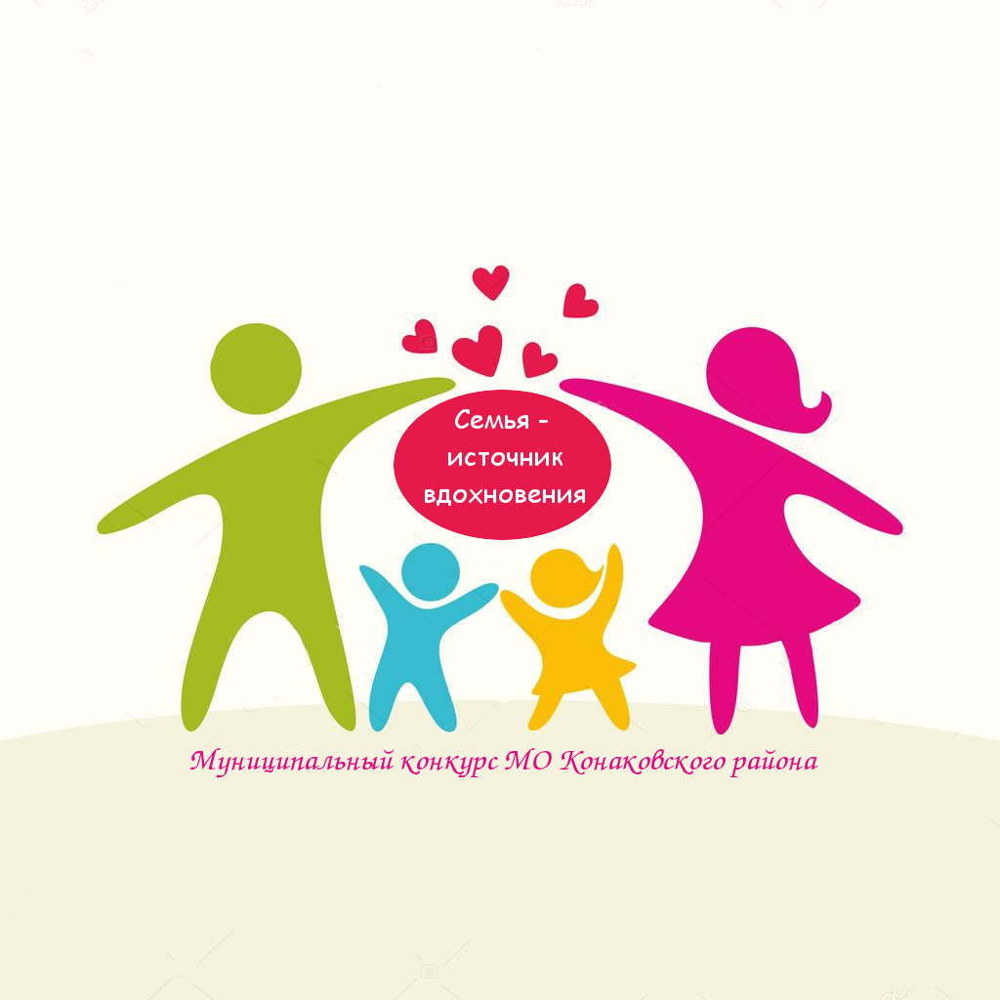 Семья -
источник
вдохновения
Муниципальный конкурс МО Конаковского района